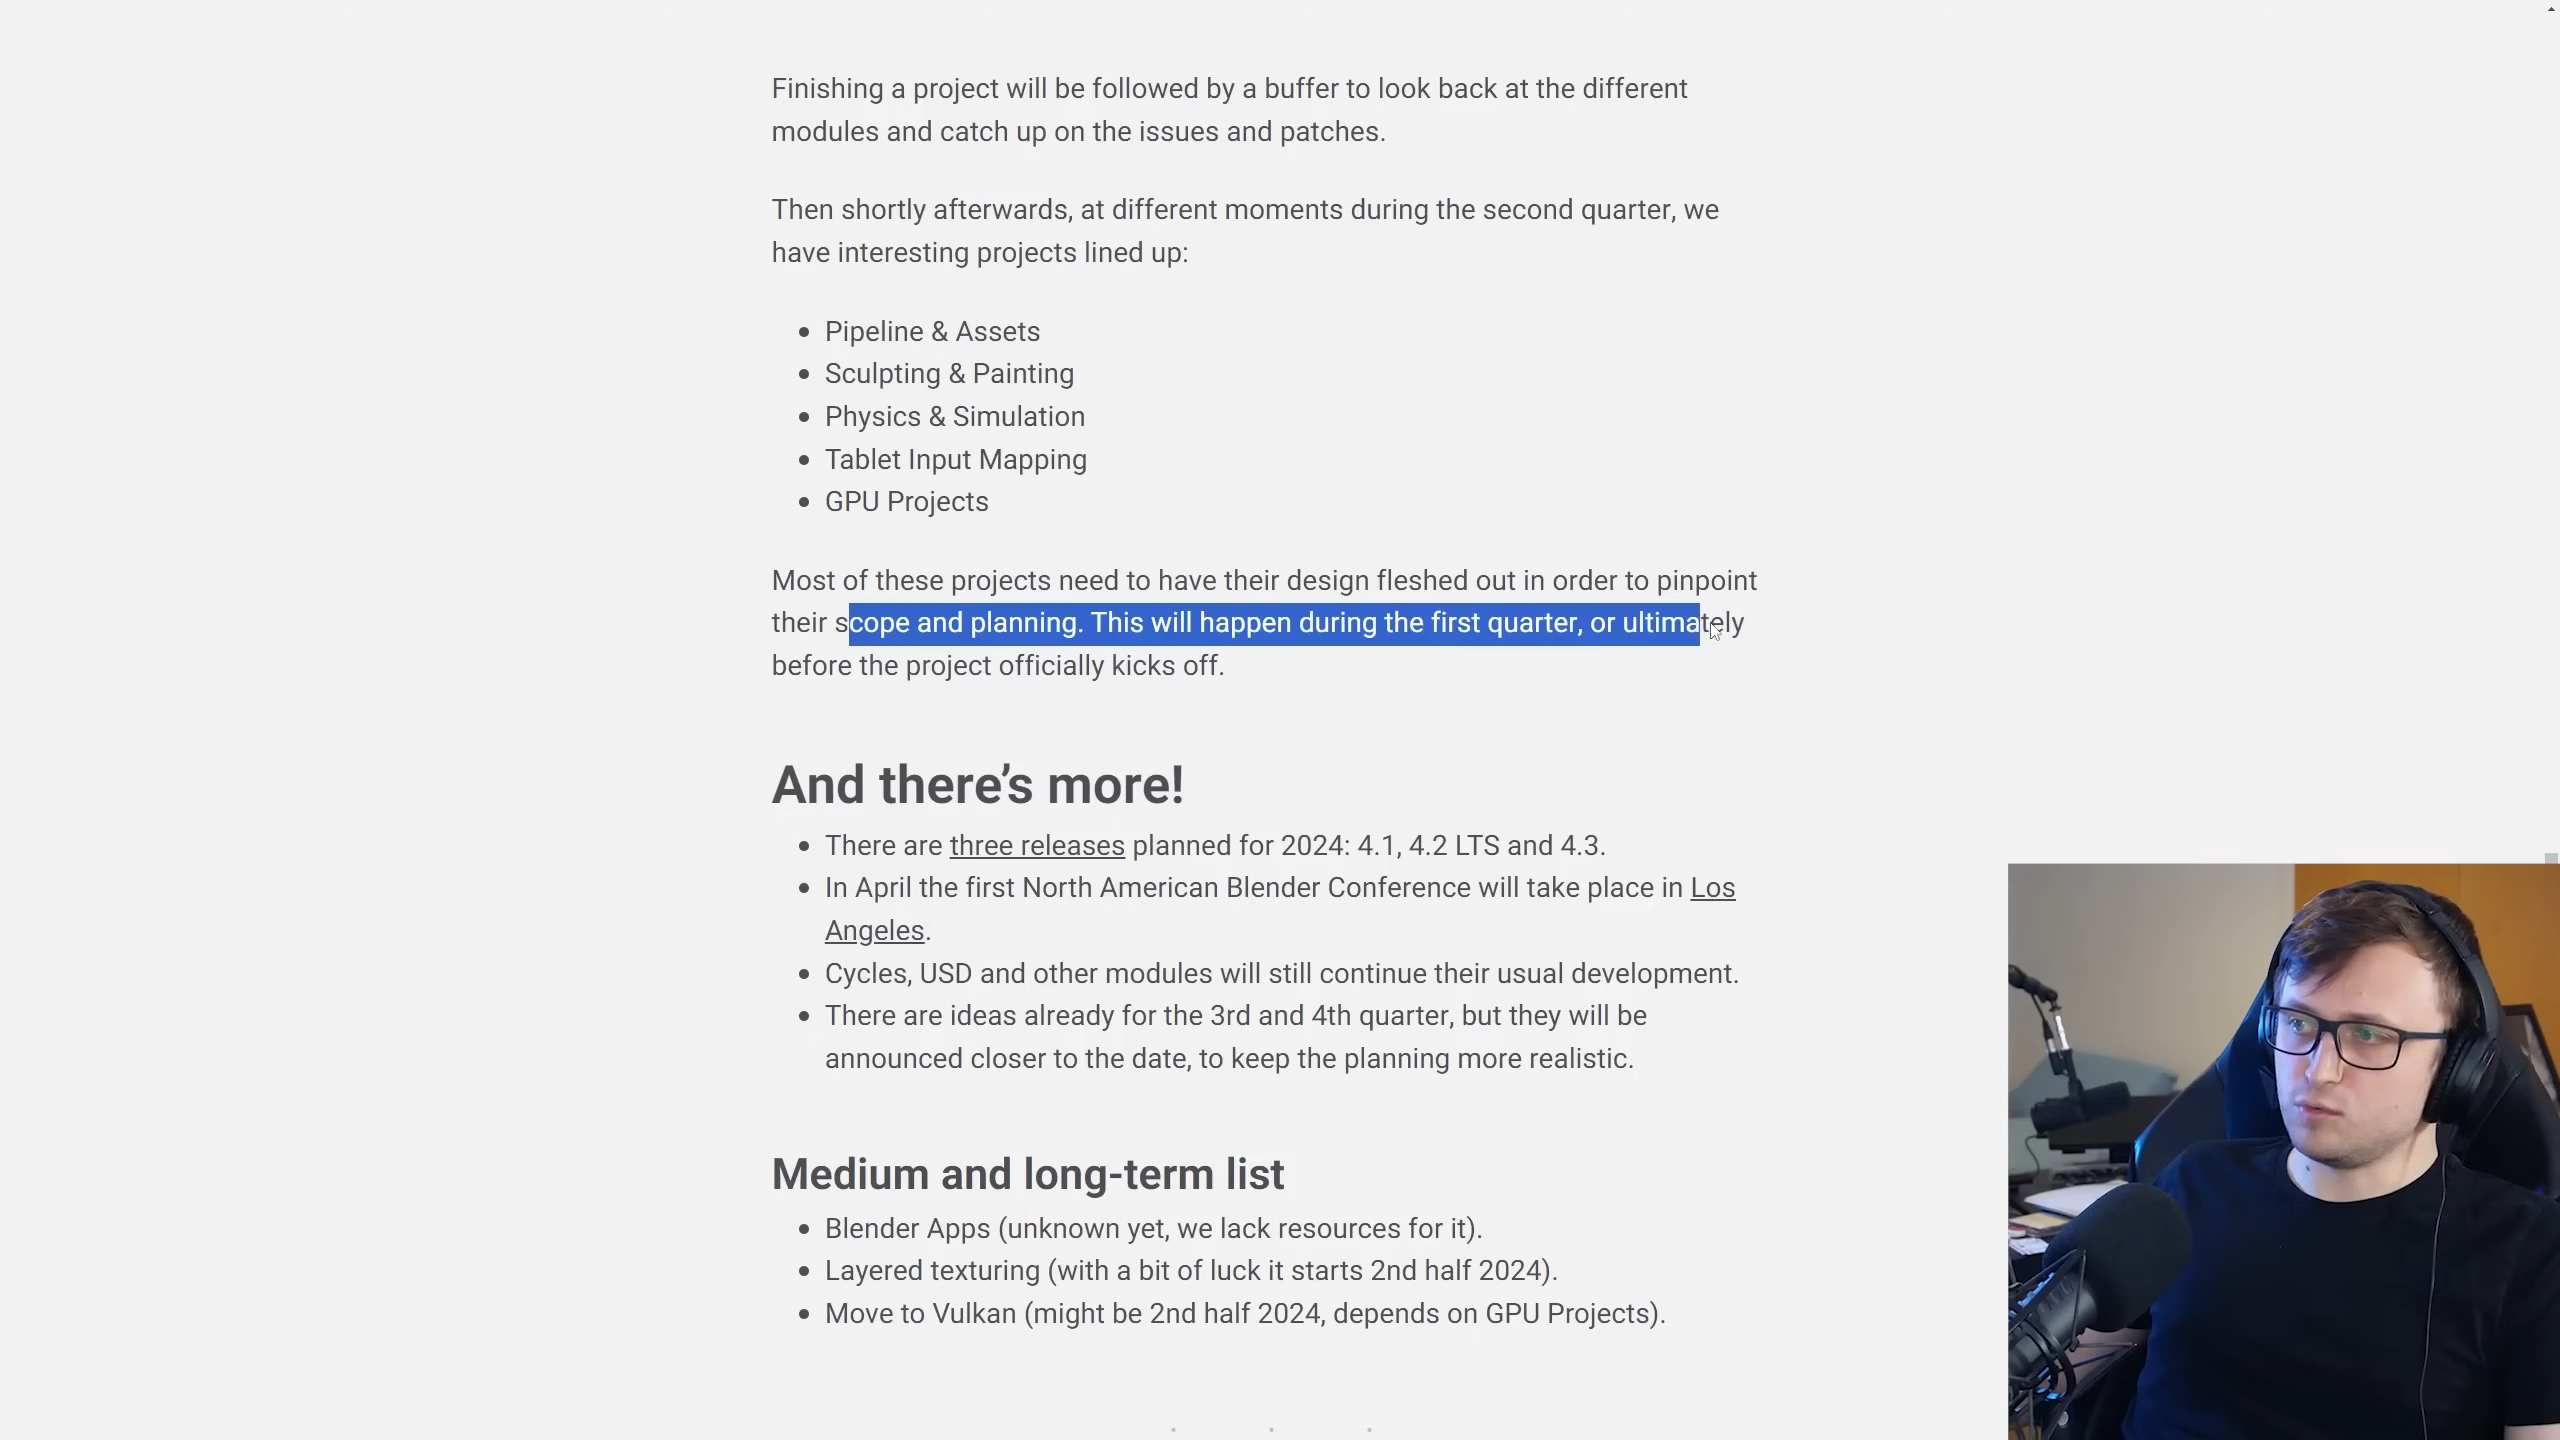 Finishing a project will be followed by a buffer to look back at the different
modules and catch up on the issues and patches.
Then shortly afterwards, at different moments during the second quarter, we
have interesting projects lined up:
• Pipeline & Assets
• Sculpting & Painting
• Physics & Simulation
• Tablet Input Mapping
• GPU Projects
Most of these projects need to have their design fleshed out in order to pinpoint
their scope and planning. This will happen during the first quarter, or ultimately
before the project officially kicks off.
And there’s more!
• There are three releases planned for 2024: 4.1, 4.2 LTS and 4.3.
• In April the first North American Blender Conference will take place in Los
Angeles.
• Cycles, USD and other modules will still continue their usual development.
• There are ideas already for the 3rd and 4th quarter, but they will be
announced closer to the date, to keep the planning more realistic.
Medium and long-term list
• Blender Apps (unknown yet, we lack resources for it).
• Layered texturing (with a bit of luck it starts 2nd half 2024).
• Move to Vulkan (might be 2nd half 2024, depends on GPU Projects).